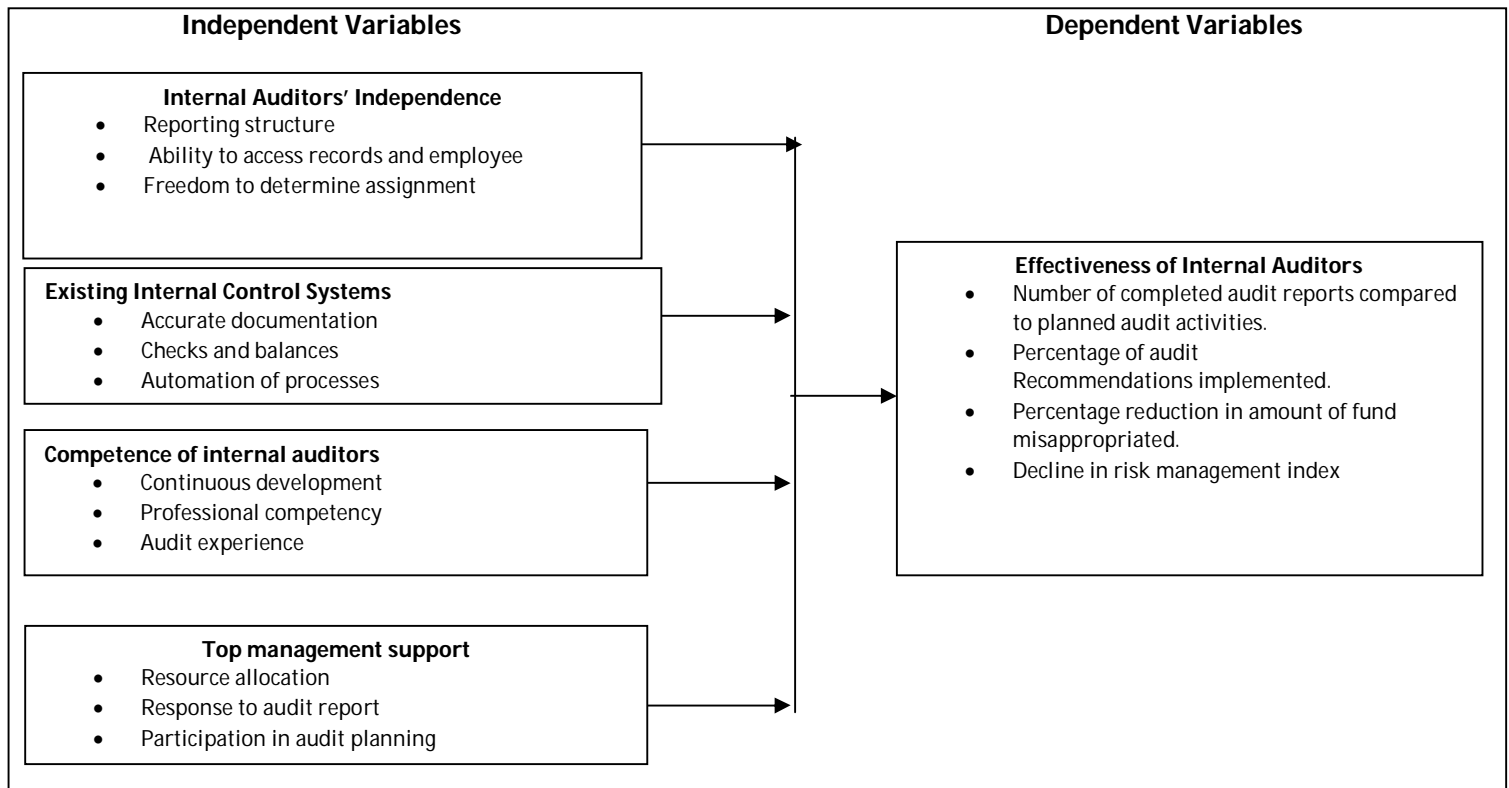 Independent Variables
Dependent Variables
Internal Auditors’ Independence
• Reporting structure
• Ability to access records and employee
• Freedom to determine assignment
Existing Internal Control Systems
• Accurate documentation
• Checks and balances
• Automation of processes
Competence of internal auditors
• Continuous development
• Professional competency
• Audit experience
Top management support
• Resource allocation
• Response to audit report
• Participation in audit planning
Effectiveness of Internal Auditors
• Number of completed audit reports compared
to planned audit activities.
• Percentage of audit
Recommendations implemented.
• Percentage reduction in amount of fund
misappropriated.
• Decline in risk management index